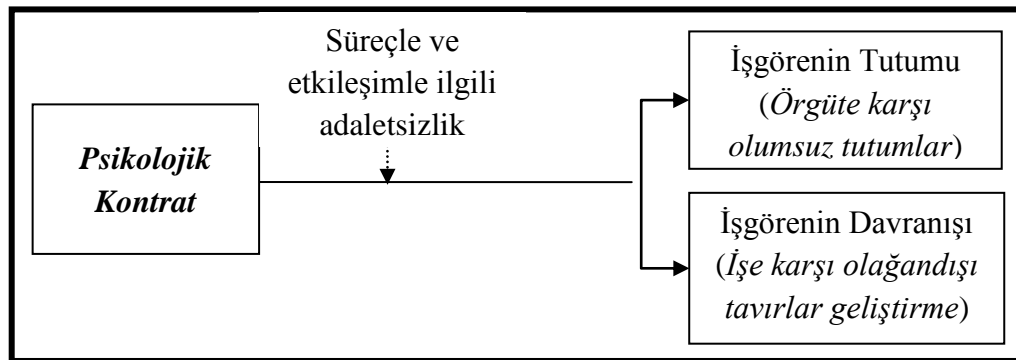 Süreçle ve
etkileşimle ilgili
adaletsizlik
Psikolojik
Kontrat
İşgörenin Tutumu
(Örgüte karşı
olumsuz tutumlar)
İşgörenin Davranışı
(İşe karşı olağandışı
tavırlar geliştirme)